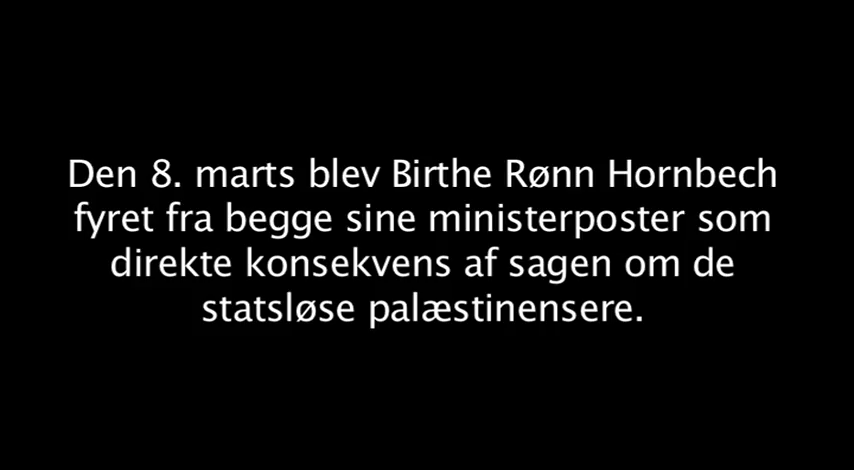 Den 8. marts blev Birthe Rønn Hornbech
fyret fra begge sine ministerposter som
direkte konsekvens af sagen om de
statsløse palæstinensere.